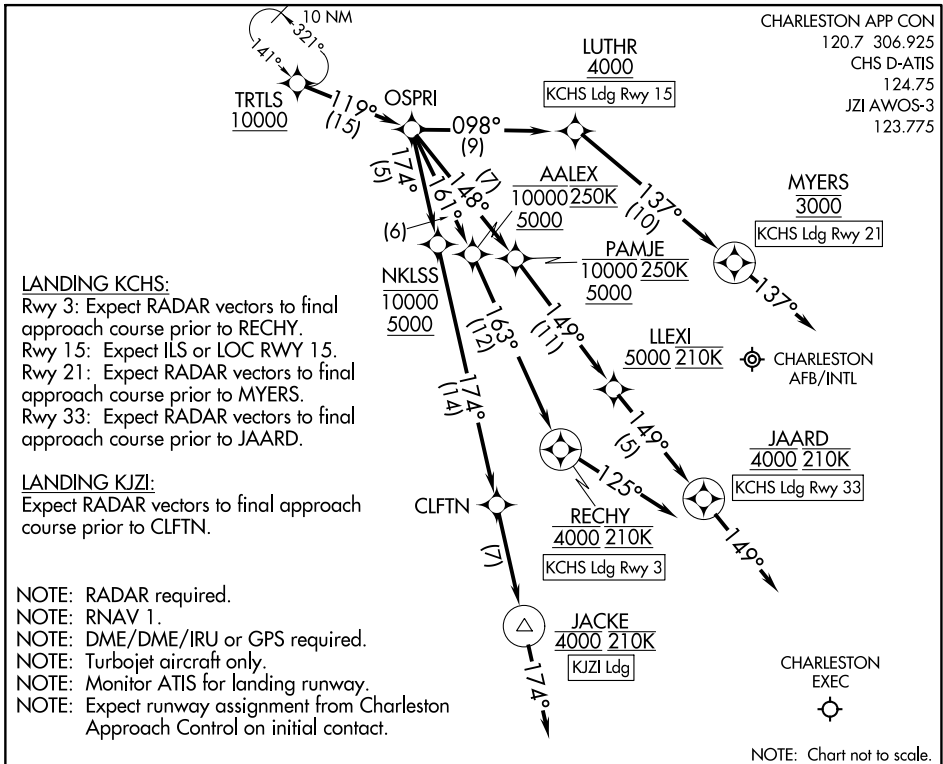 10 NM
321°
141°
TRTLS
10000
119°
(15)
OSPRI
098°
(9)
LUTHR
4000
KCHS Ldg Rwy 15
CHARLESTON APP CON
120.7 306.925
CHS D-ATIS
124.75
JZI AWOS-3
123.775
174°
(5)
161°
(6)
148°
(7)
AALEX
10000 250K
5000
137°
(10)
MYERS
3000
KCHS Ldg Rwy 21
137°
NKLSS
10000
5000
PAMJE
10000 250K
5000
163°
(12)
149°
(11)
LLEXI
5000 210K
CHARLESTON
AFB/INTL
LANDING KCHS:
Rwy 3: Expect RADAR vectors to final
approach course prior to RECHY.
Rwy 15: Expect ILS or LOC RWY 15.
Rwy 21: Expect RADAR vectors to final
approach course prior to MYERS.
Rwy 33: Expect RADAR vectors to final
approach course prior to JAARD.
174°
(14)
149°
(5)
JAARD
4000 210K
KCHS Ldg Rwy 33
149°
LANDING KJZI:
Expect RADAR vectors to final approach
course prior to CLFTN.
CLFTN
125°
RECHY
4000 210K
KCHS Ldg Rwy 3
(7)
JACKE
4000 210K
KJZI Ldg
174°
NOTE: RADAR required.
NOTE: RNAV 1.
NOTE: DME/DME/IRU or GPS required.
NOTE: Turbojet aircraft only.
NOTE: Monitor ATIS for landing runway.
NOTE: Expect runway assignment from Charleston
Approach Control on initial contact.
CHARLESTON
EXEC
NOTE: Chart not to scale.